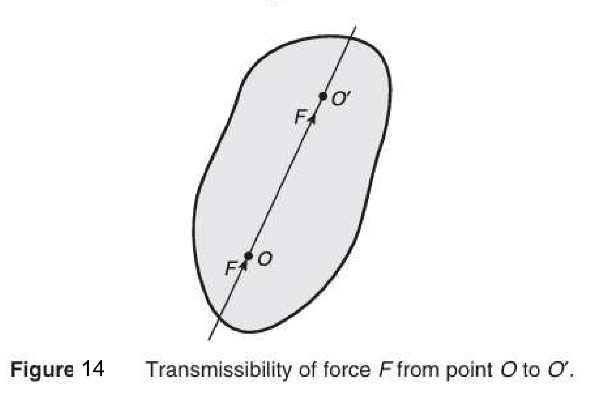 O'
F
O
F
Figure 14 Transmissibility of force F from point O to O'.